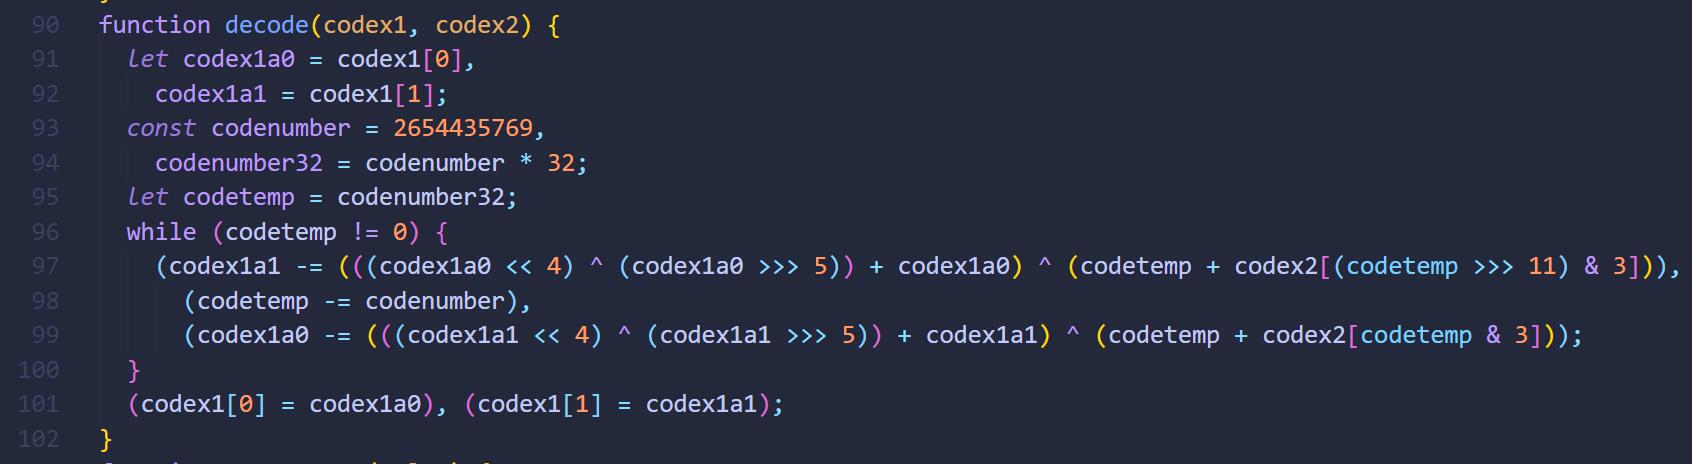 90 function decode(codex1, codex2) {
91 let codex1a0 = codex1[0],
92 codex1a1 = codex1[1];
93 const codenumber = 2654435769,
94 codenumber32 = codenumber * 32;
95 let codetemp = codenumber32;
96 while (codetemp != 0) {
97 (codex1a1 -= (((codex1a0 << 4) ^ (codex1a0 >>> 5)) + codex1a0) ^ (codetemp + codex2[(codetemp >>> 11) & 3])),
98 (codetemp -= codenumber),
99 (codex1a0 -= (((codex1a1 << 4) ^ (codex1a1 >>> 5)) + codex1a1) ^ (codetemp + codex2[codetemp & 3]));
100 }
101 (codex1[0] = codex1a0), (codex1[1] = codex1a1);
102 }